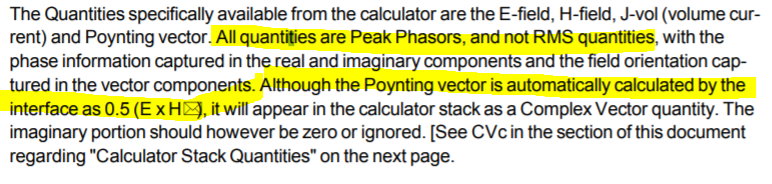 The Quantities specifically available from the calculator are the E-field, H-field, J-vol (volume cur-
rent) and Poynting vector. All quantities are Peak Phasors, and not RMS quantities, with the
phase information captured in the real and imaginary components and the field orientation cap-
tured in the vector components. Although the Poynting vector is automatically calculated by the
interface as 0.5 (E x H✉), it will appear in the calculator stack as a Complex Vector quantity. The
imaginary portion should however be zero or ignored. [See CVc in the section of this document
regarding "Calculator Stack Quantities" on the next page.